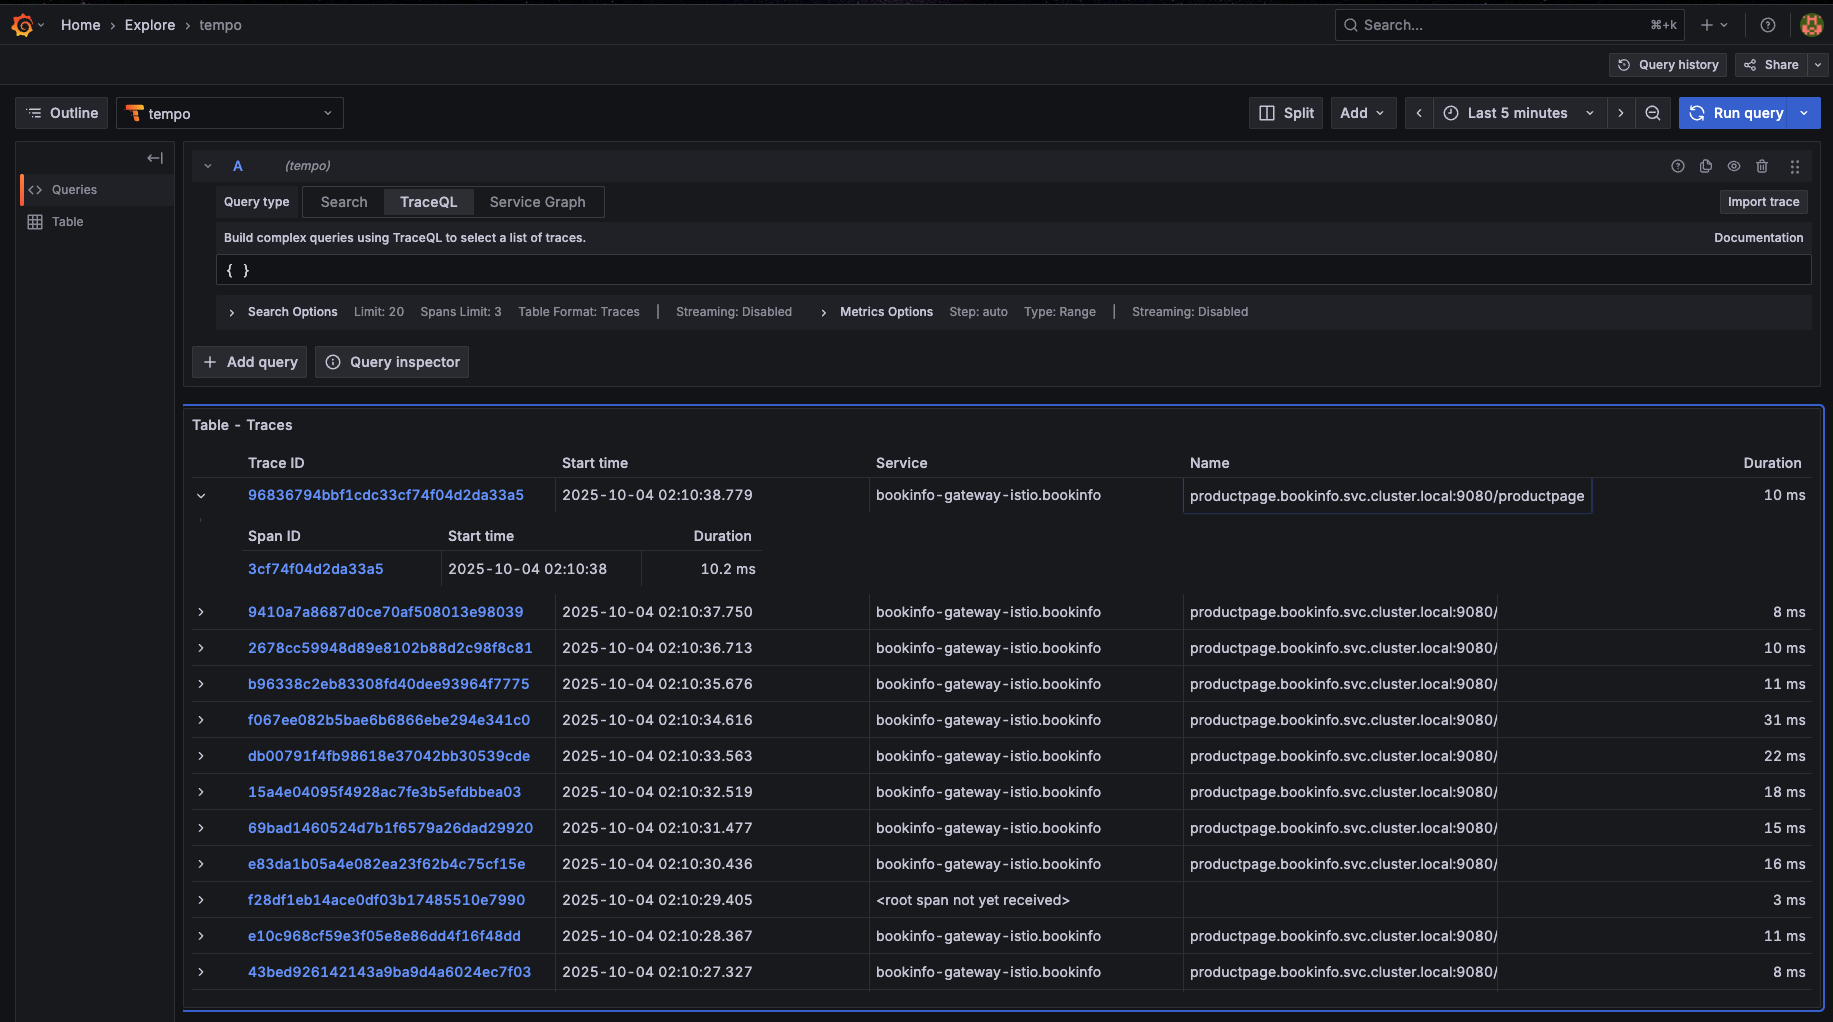 Home › Explore › tempo Search... ⌘+k
Query history Share
Outline tempo Split Add Last 5 minutes Run query
Queries
Table
A (tempo)
Query type Search TraceQL Service Graph Import trace
Build complex queries using TraceQL to select a list of traces. Documentation
{ }
Search Options Limit: 20 Spans Limit: 3 Table Format: Traces | Streaming: Disabled Metrics Options Step: auto Type: Range | Streaming: Disabled
Add query Query inspector
Table - Traces
Trace ID Start time Service Name Duration
96836794bbf1cdc33cf74f04d2da33a5 2025-10-04 02:10:38.779 bookinfo-gateway-istio.bookinfo productpage.bookinfo.svc.cluster.local:9080/productpage 10 ms
Span ID Start time Duration
3cf74f04d2da33a5 2025-10-04 02:10:38 10.2 ms
9410a7a8687d0ce70af508013e98039 2025-10-04 02:10:37.750 bookinfo-gateway-istio.bookinfo productpage.bookinfo.svc.cluster.local:9080/ 8 ms
2678cc59948d89e8102b88d2c98f8c81 2025-10-04 02:10:36.713 bookinfo-gateway-istio.bookinfo productpage.bookinfo.svc.cluster.local:9080/ 10 ms
b96338c2eb83308fd40dee93964f7775 2025-10-04 02:10:35.676 bookinfo-gateway-istio.bookinfo productpage.bookinfo.svc.cluster.local:9080/ 11 ms
f067ee082b5bae6b6866ebe294e341c0 2025-10-04 02:10:34.616 bookinfo-gateway-istio.bookinfo productpage.bookinfo.svc.cluster.local:9080/ 31 ms
db00791f4fb98618e37042bb30539cde 2025-10-04 02:10:33.563 bookinfo-gateway-istio.bookinfo productpage.bookinfo.svc.cluster.local:9080/ 22 ms
15a4e04095f4928ac7fe3b5efdbbea03 2025-10-04 02:10:32.519 bookinfo-gateway-istio.bookinfo productpage.bookinfo.svc.cluster.local:9080/ 18 ms
69bad1460524d7b1f6579a26dad29920 2025-10-04 02:10:31.477 bookinfo-gateway-istio.bookinfo productpage.bookinfo.svc.cluster.local:9080/ 15 ms
e83da1b05a4e082ea23f62b4c75cf15e 2025-10-04 02:10:30.436 bookinfo-gateway-istio.bookinfo productpage.bookinfo.svc.cluster.local:9080/ 16 ms
f28df1eb14ace0df03b17485510e7990 2025-10-04 02:10:29.405 <root span not yet received> 3 ms
e10c968cf59e3f05e8e86dd4f16f48dd 2025-10-04 02:10:28.367 bookinfo-gateway-istio.bookinfo productpage.bookinfo.svc.cluster.local:9080/ 11 ms
43bed926142143a9ba9d4a6024ec7f03 2025-10-04 02:10:27.327 bookinfo-gateway-istio.bookinfo productpage.bookinfo.svc.cluster.local:9080/ 8 ms